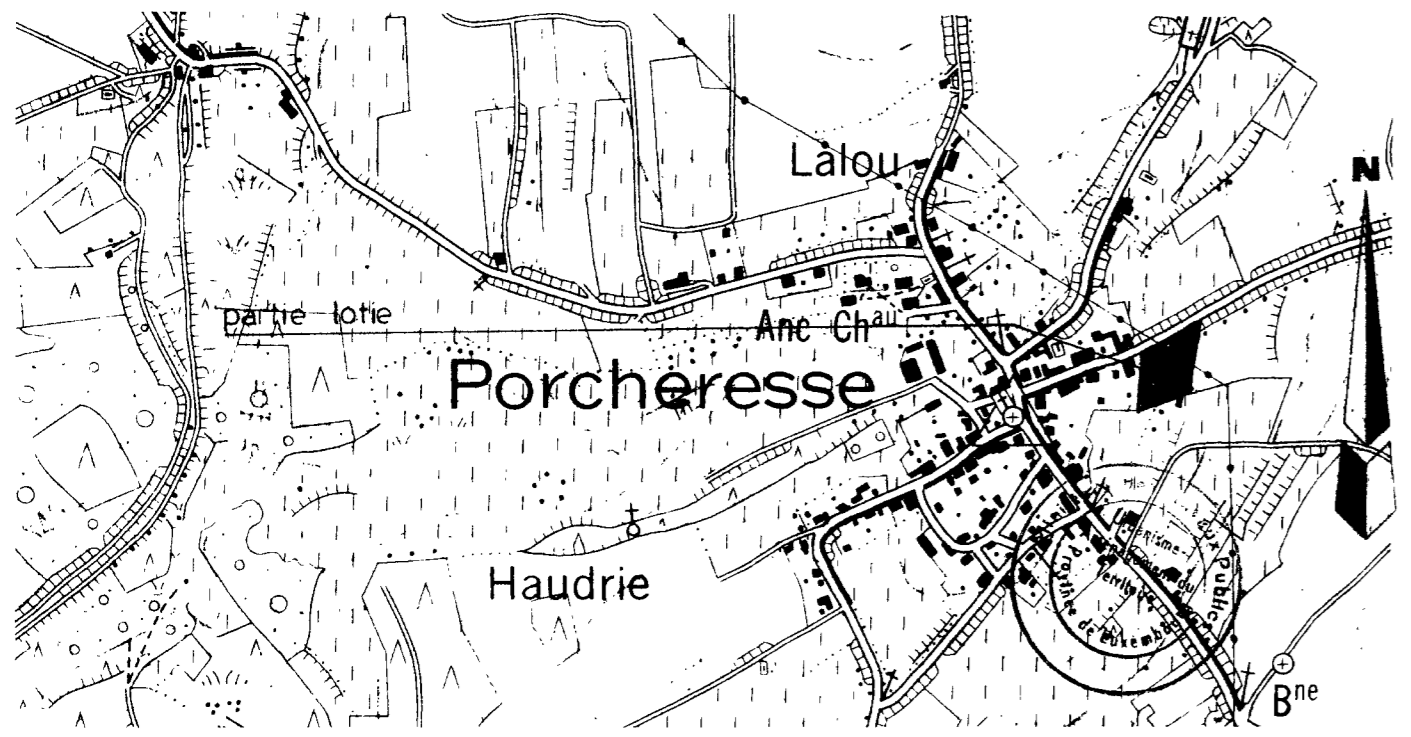 Lalou
N
partie lotie
Anc Chau
Porcheresse
Haudrie
Bne